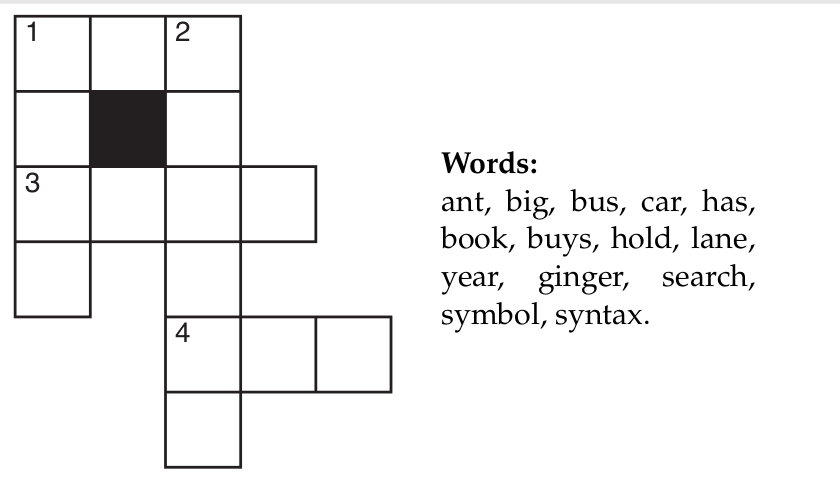 1 2
3
4
Words:
ant, big, bus, car, has,
book, buys, hold, lane,
year, ginger, search,
symbol, syntax.